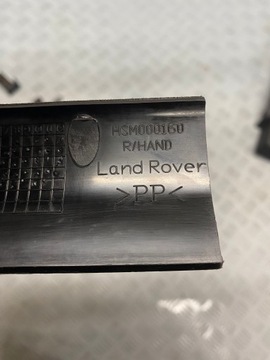 HSM000160
R/HAND
Land Rover
>PP<